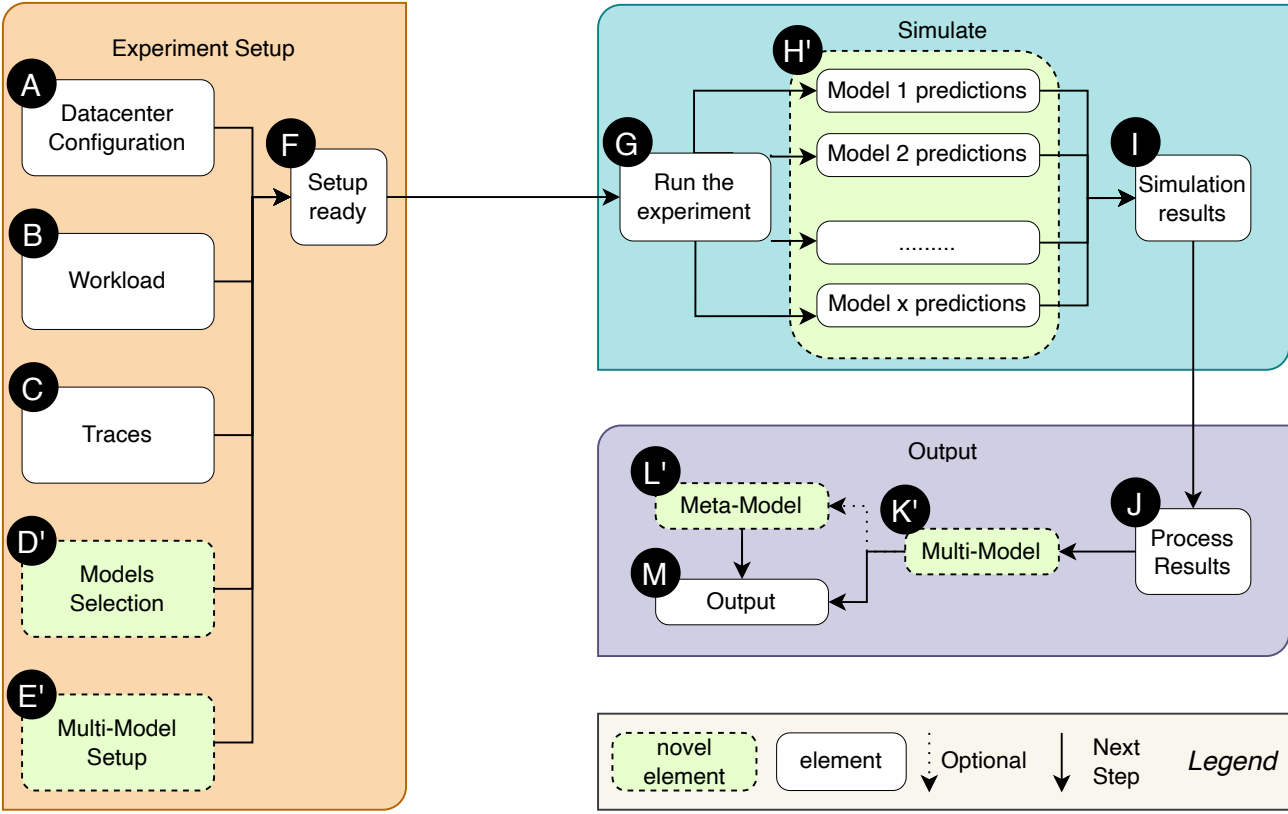 Experiment Setup
A
Datacenter
Configuration
B
Workload
C
Traces
D'
Models
Selection
E'
Multi-Model
Setup
F
Setup
ready
Simulate
G
Run the
experiment
H'
Model 1 predictions
Model 2 predictions
.........
Model x predictions
I
Simulation
results
Output
J
Process
Results
K'
Multi-Model
L'
Meta-Model
M
Output
novel
element
element
Optional
Next
Step
Legend